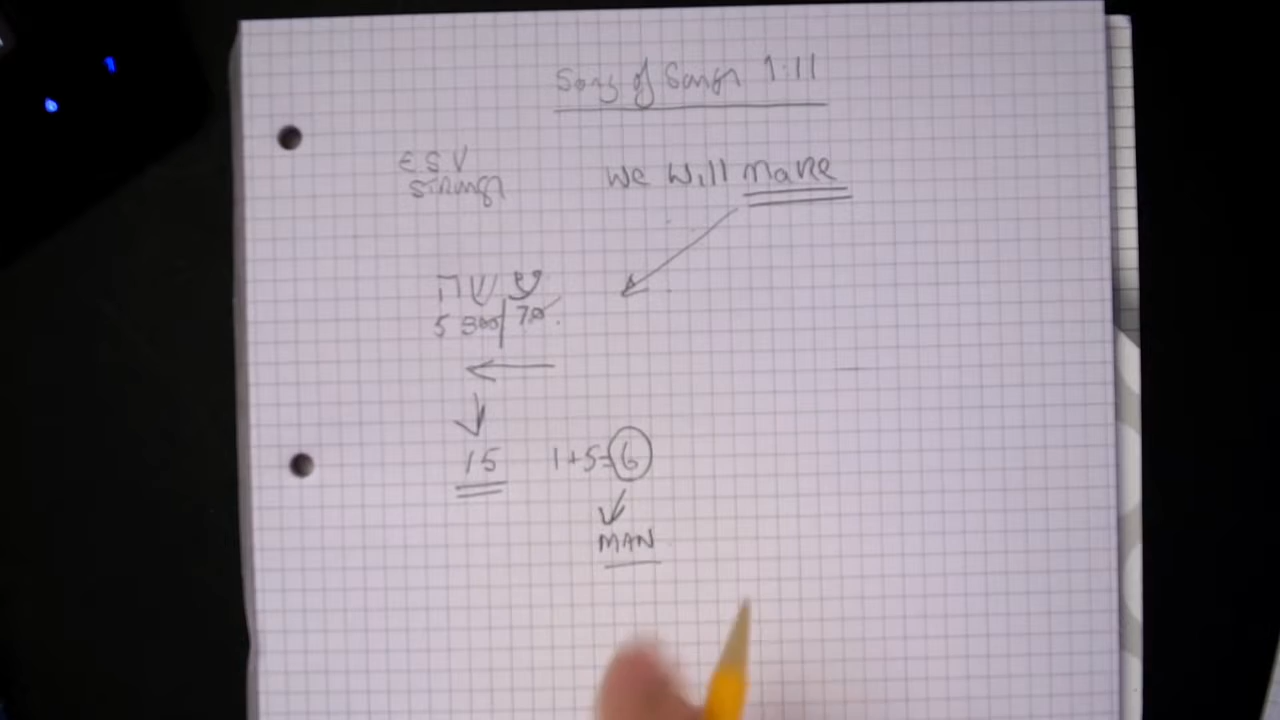 Song of Songs 1:11
ESV
Strongs
We Will Make
עשה
5 300/70
15 1+5=6
MAN